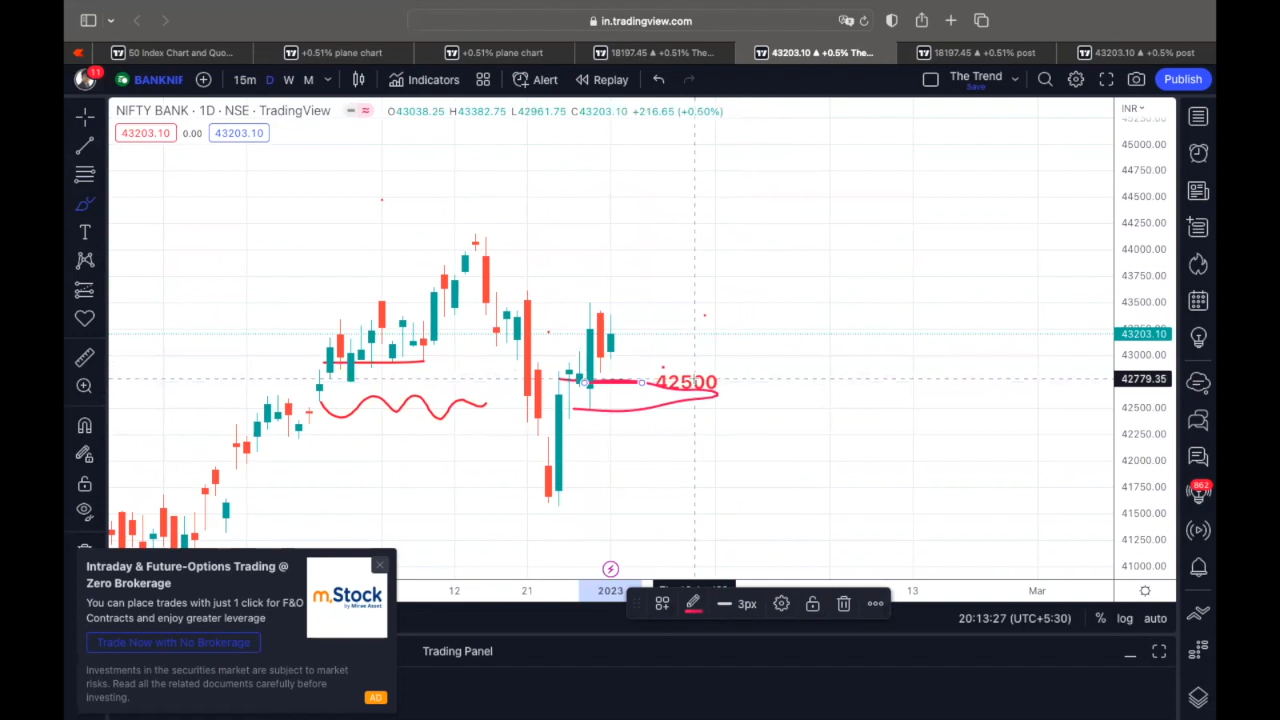 in.tradingview.com
50 Index Chart and Quo...
+0.51% plane chart
+0.51% plane chart
18197.45 ▲ +0.51% The...
43203.10 ▲ +0.5% The...
18197.45 ▲ +0.51% post
43203.10 ▲ +0.5% post
11
BANKNIF
15m
D
W
M
Indicators
Alert
Replay
The Trend
Save
Publish
NIFTY BANK · 1D · NSE · TradingView
O43038.25 H43382.75 L42961.75 C43203.10 +216.65 (+0.50%)
INR
43203.10
0.00
43203.10
45250.00
45000.00
44750.00
44500.00
44250.00
44000.00
43750.00
43500.00
43203.10
43000.00
42779.35
42500.00
42250.00
42000.00
41750.00
41500.00
41250.00
41000.00
42500
12
21
2023
13
Mar
862
3px
20:13:27 (UTC+5:30)
%
log
auto
Trading Panel
Intraday & Future-Options Trading @
Zero Brokerage
You can place trades with just 1 click for F&O
Contracts and enjoy greater leverage
Trade Now with No Brokerage
Investments in the securities market are subject to market
risks. Read all the related documents carefully before
investing.
m.Stock
by Mirae Asset
AD